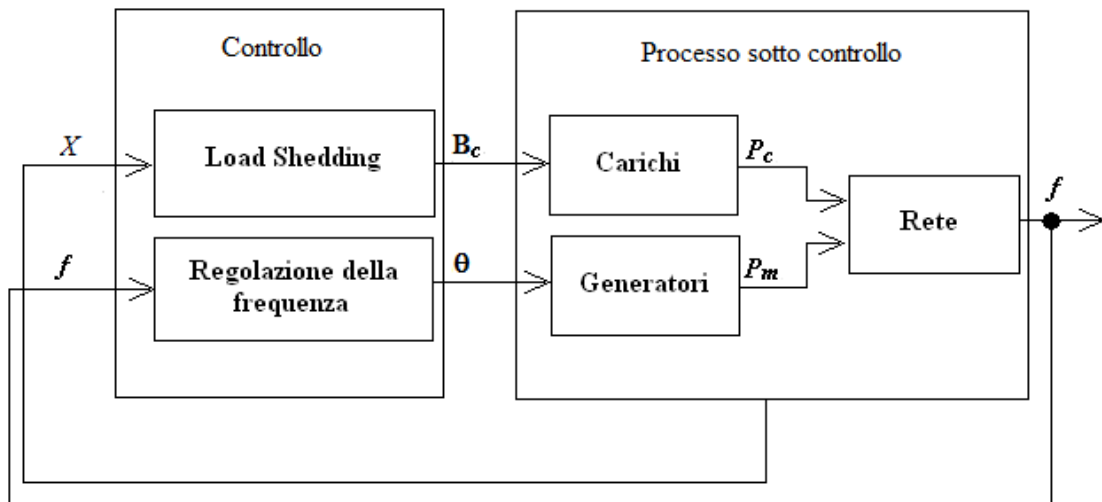 Controllo
Processo sotto controllo
X
Load Shedding
Bc
Carichi
Pc
Rete
f
f
Regolazione della
frequenza
θ
Generatori
Pm